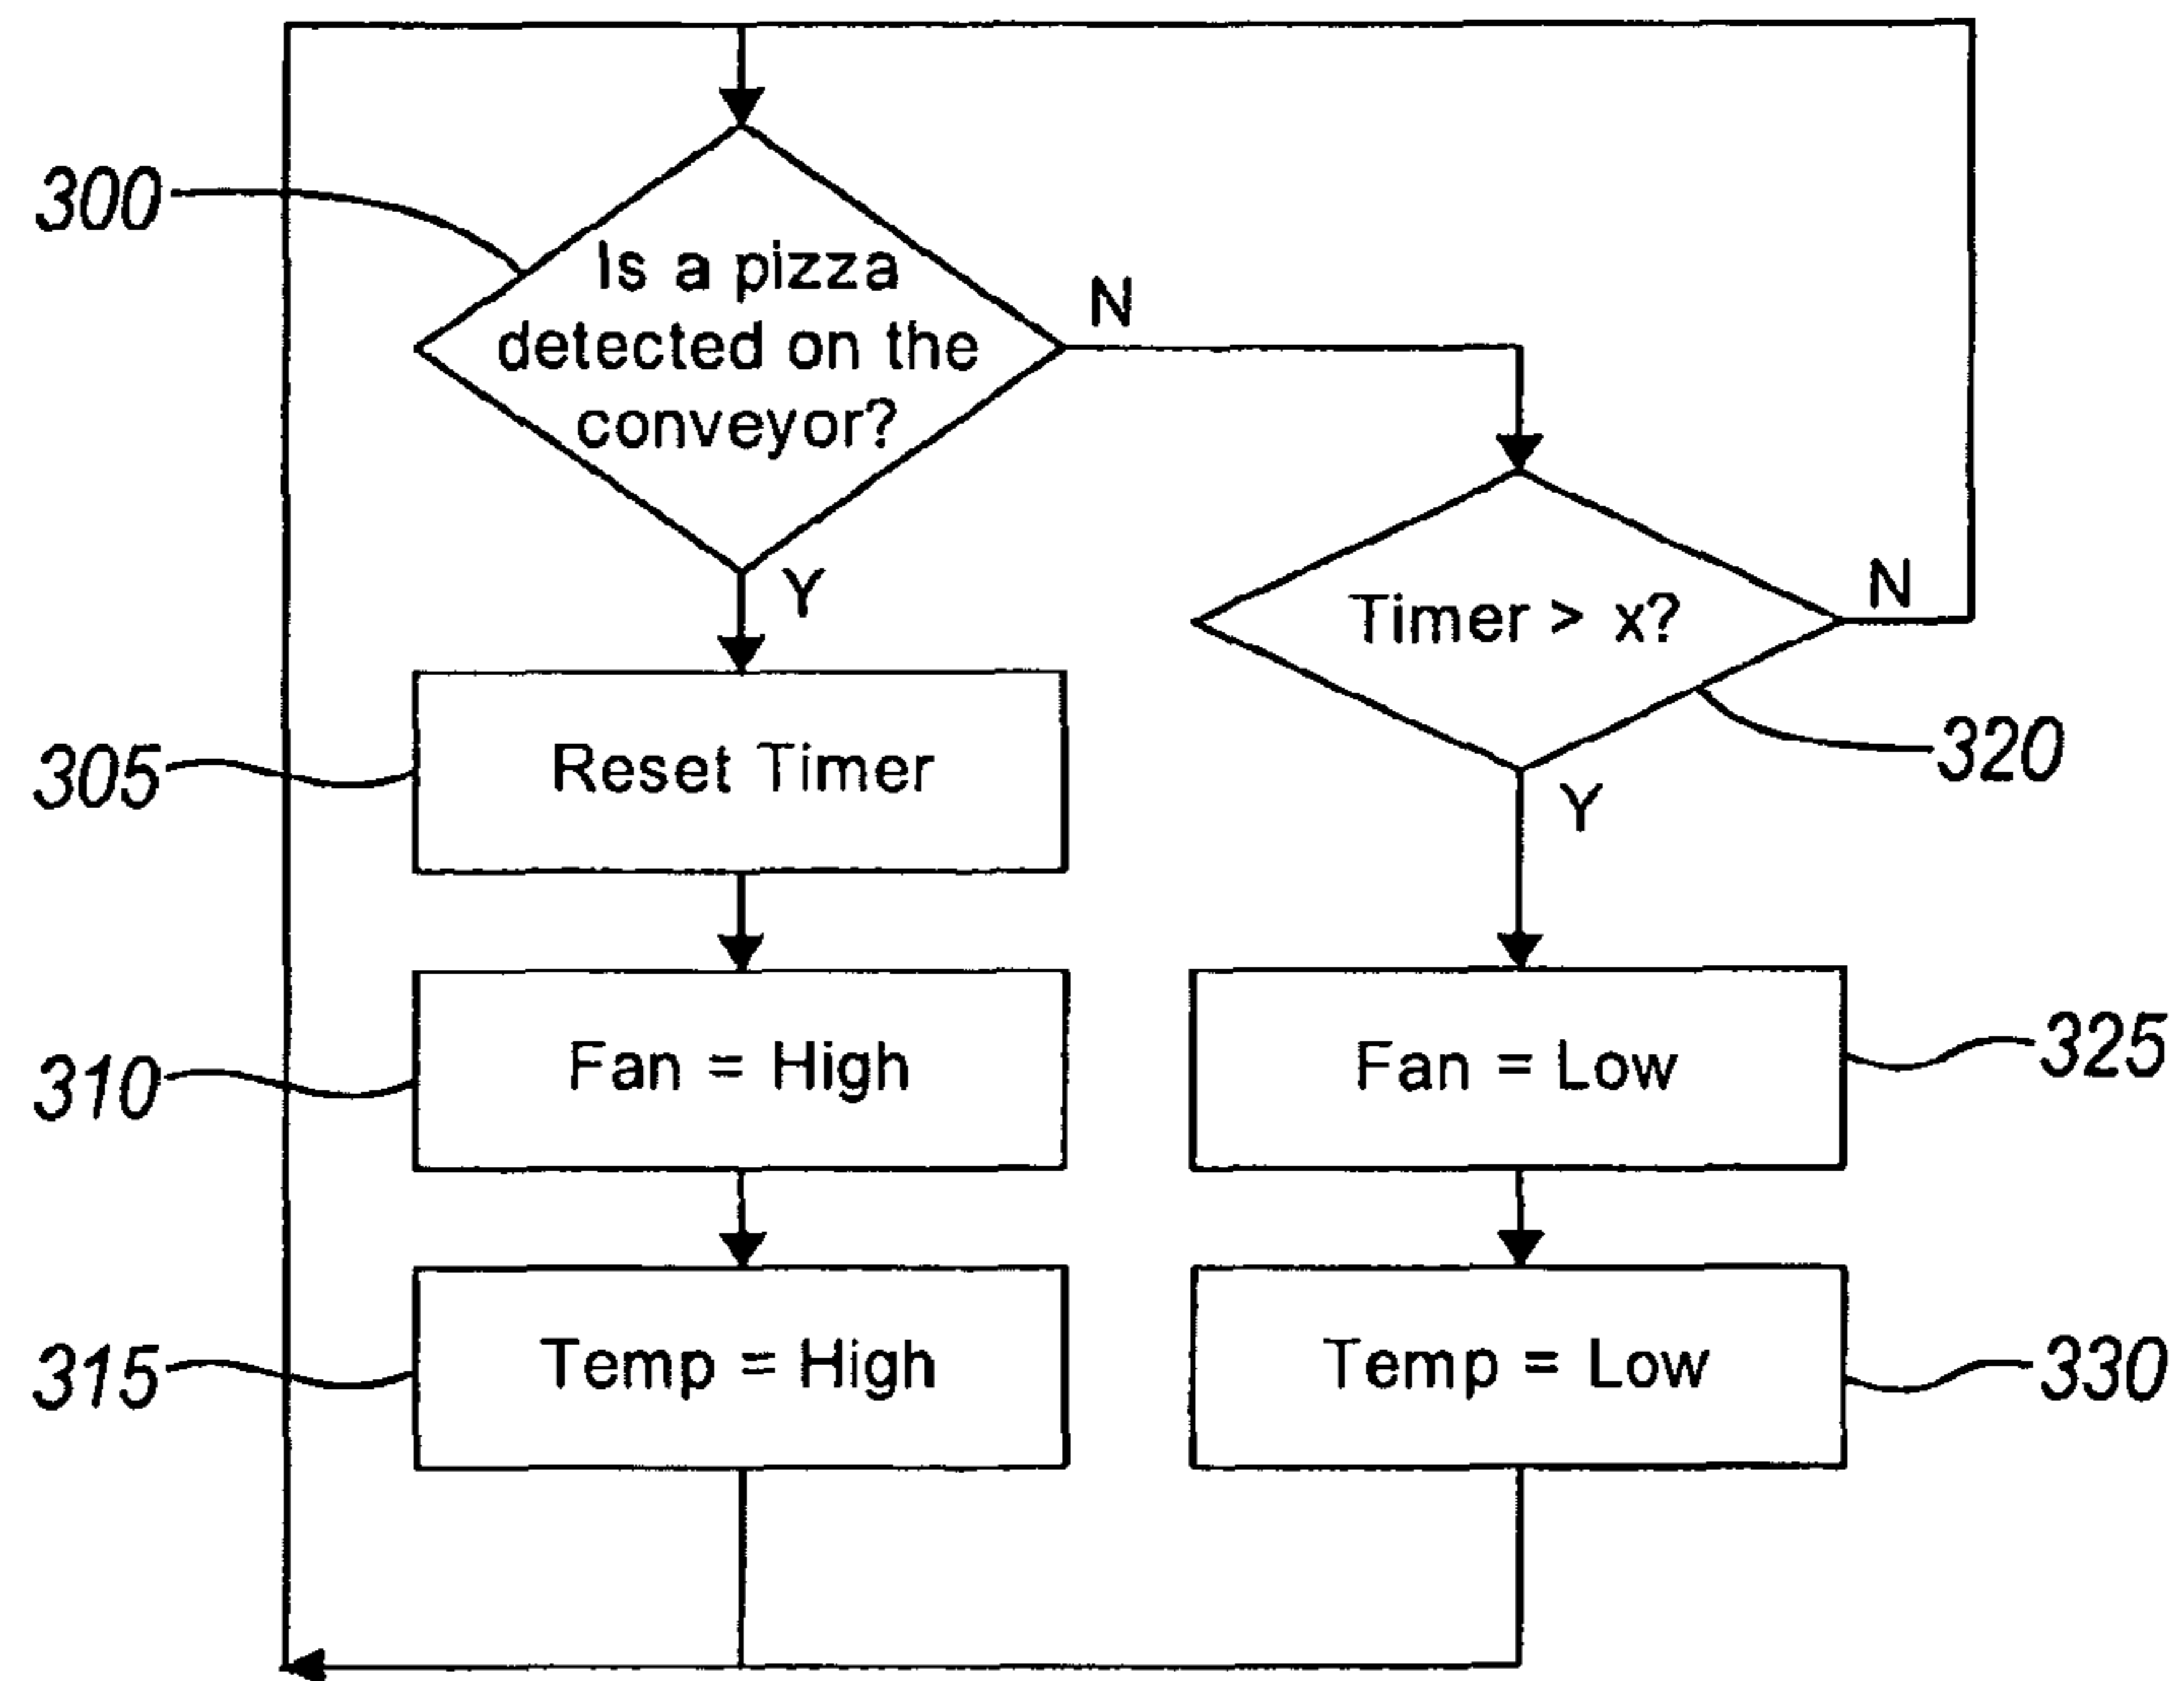 300
Is a pizza
detected on the
conveyor?
N
Y
Timer > x?
N
320
Y
305
Reset Timer
310
Fan = High
Fan = Low
325
315
Temp = High
Temp = Low
330